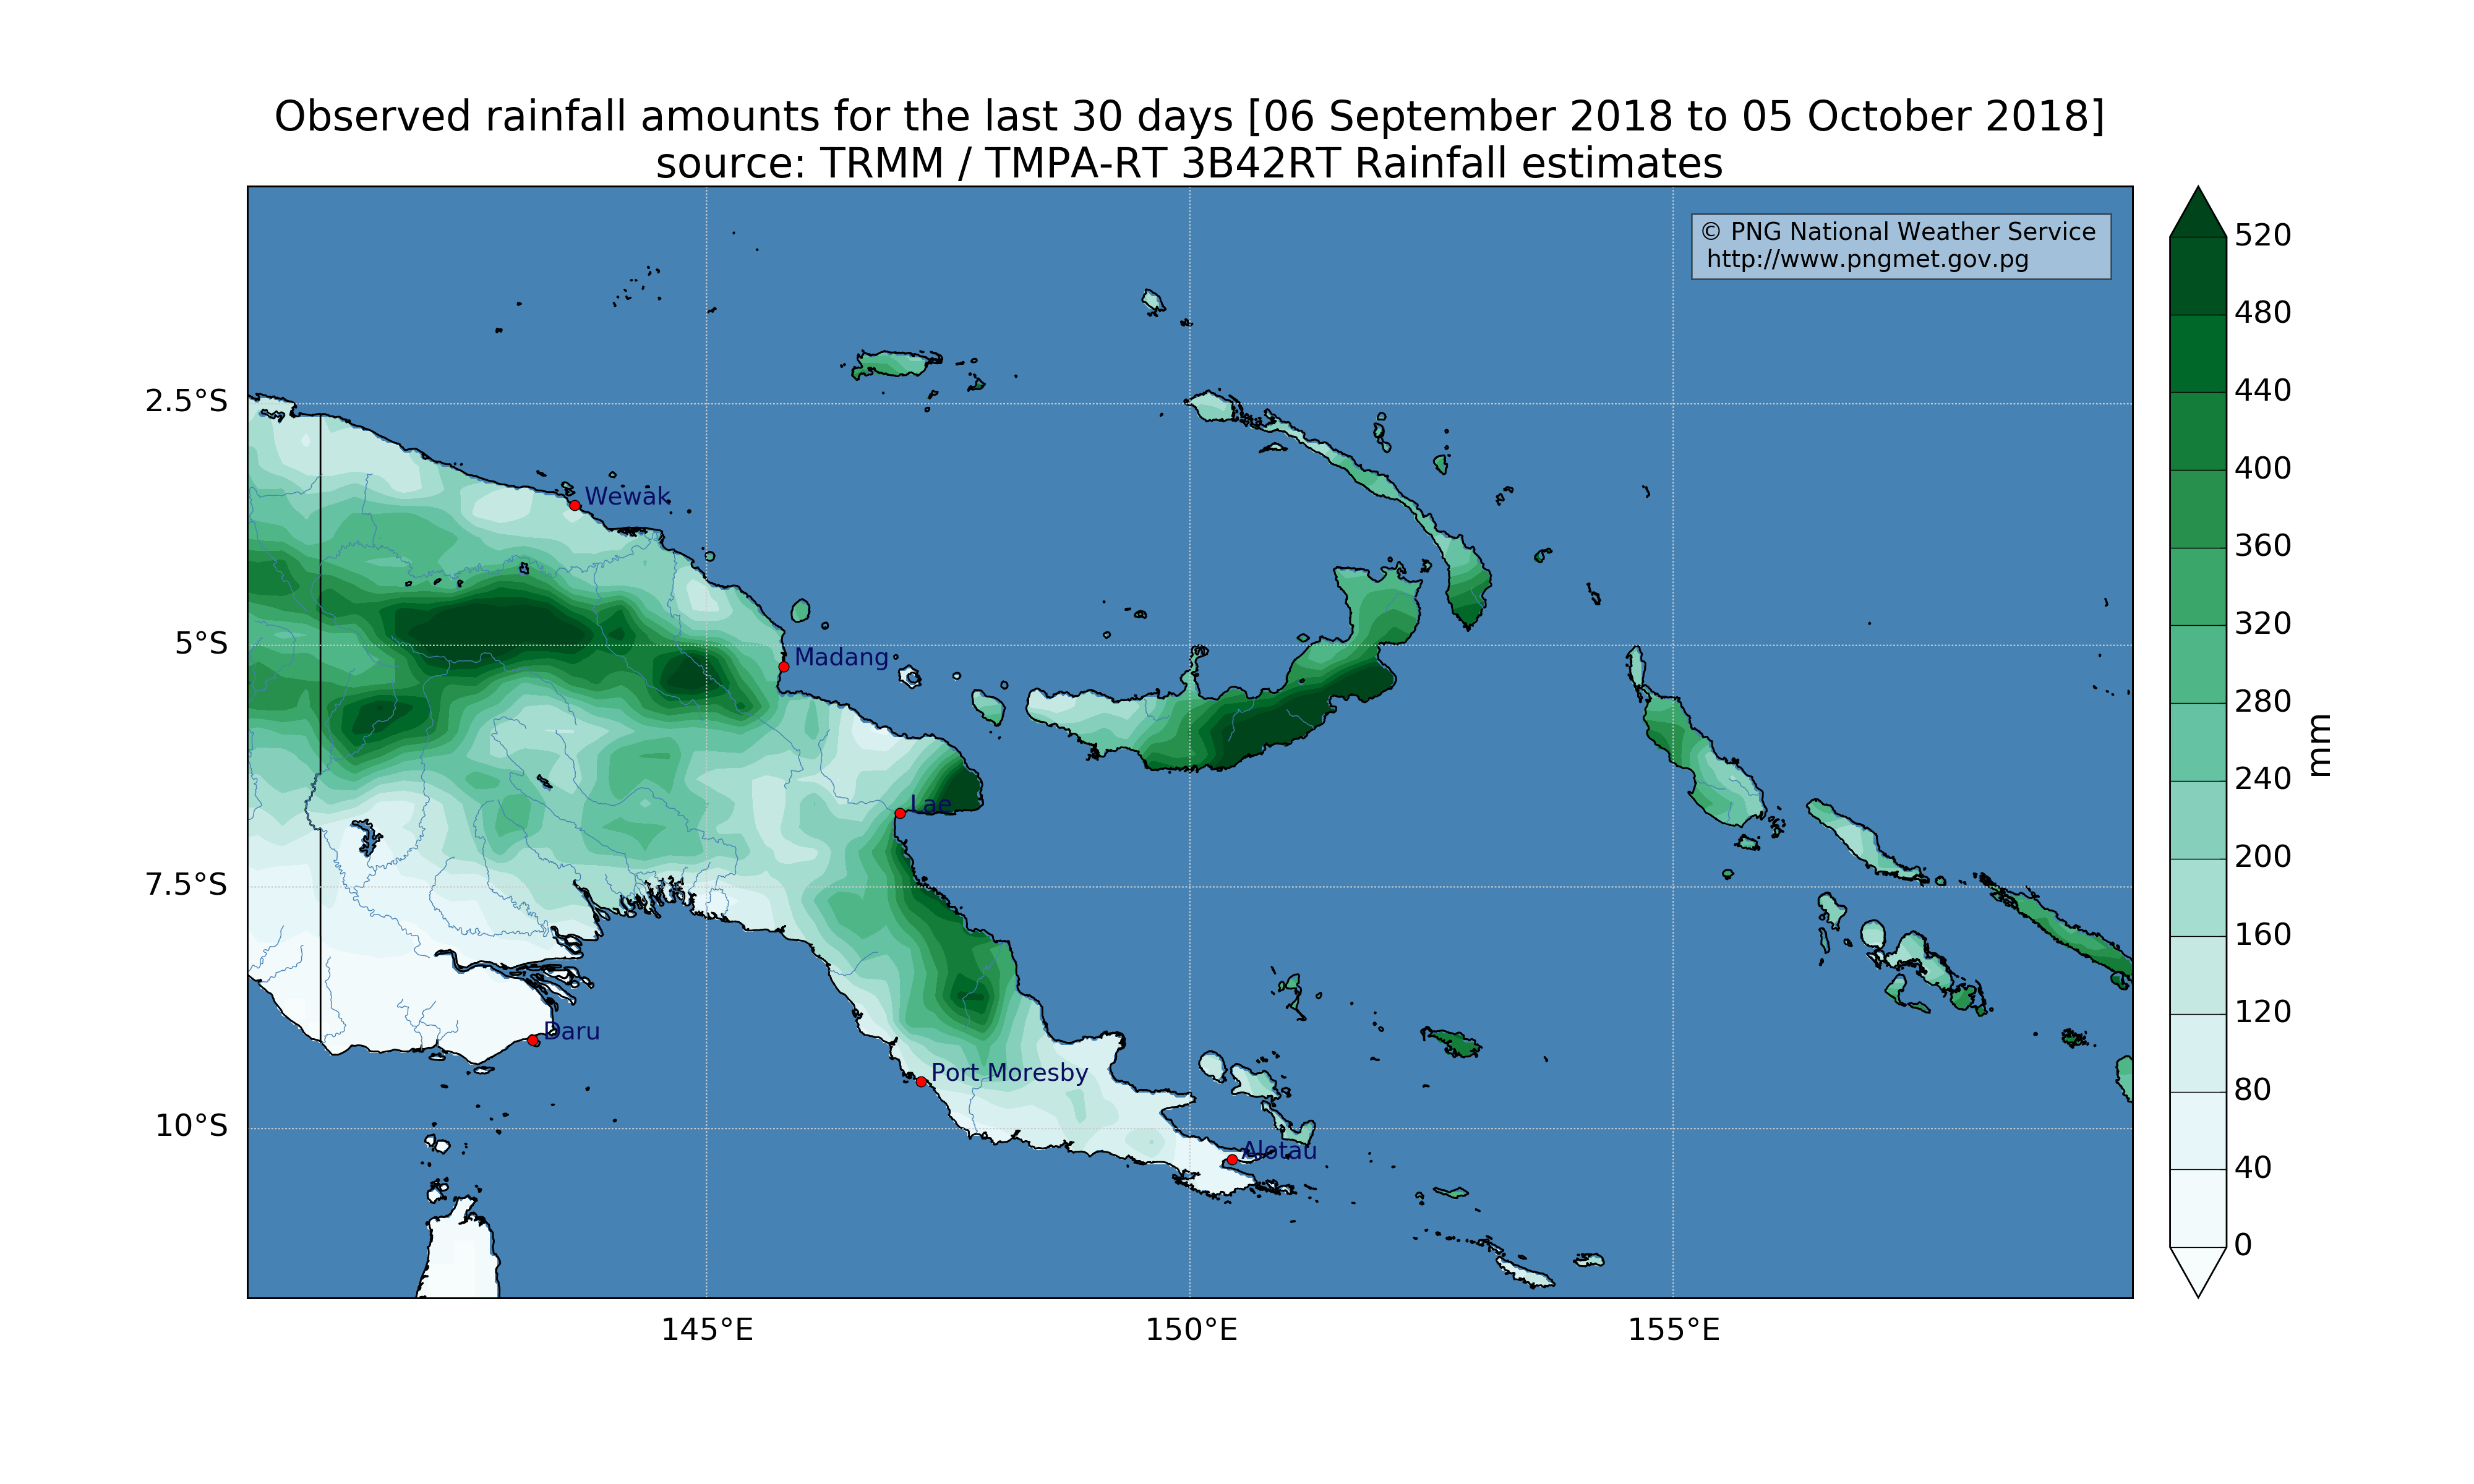 Observed rainfall amounts for the last 30 days [06 September 2018 to 05 October 2018]
source: TRMM / TMPA-RT 3B42RT Rainfall estimates
© PNG National Weather Service
http://www.pngmet.gov.pg
520
480
440
400
360
320
280
240
200
160
120
80
40
0
mm
2.5°S
5°S
7.5°S
10°S
Wewak
Madang
Lae
Daru
Port Moresby
Alotau
145°E
150°E
155°E